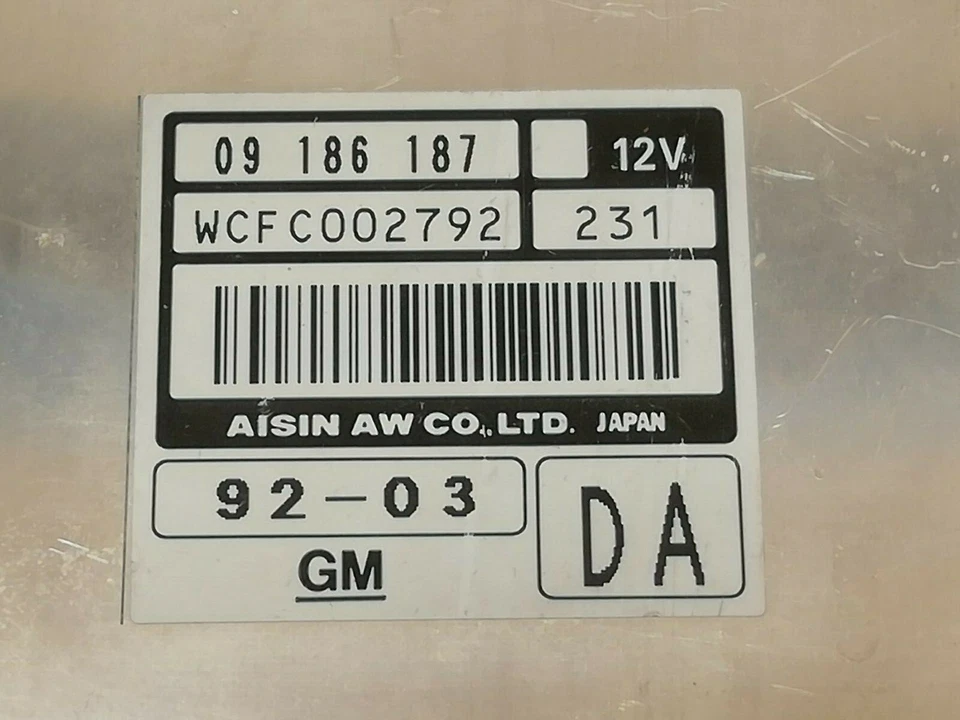 09 186 187
12V
WCFC002792
231
AISIN AW CO., LTD. JAPAN
92-03
DA
GM